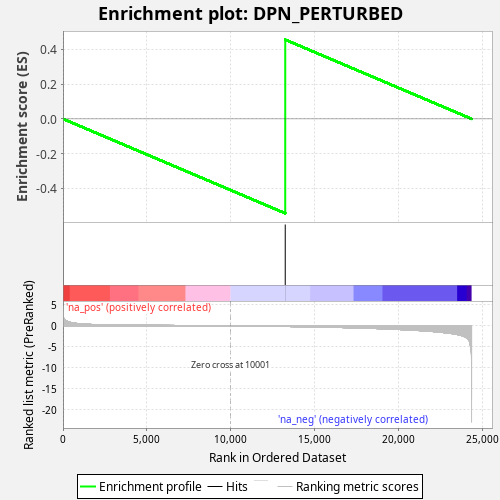 Enrichment plot: DPN_PERTURBED
Enrichment score (ES)
0.4
0.2
0.0
-0.2
-0.4
'na_pos' (positively correlated)
Ranked list metric (PreRanked)
5
0
-5
-10
-15
-20
Zero cross at 10001
'na_neg' (negatively correlated)
0 5,000 10,000 15,000 20,000 25,000
Rank in Ordered Dataset
Enrichment profile Hits Ranking metric scores